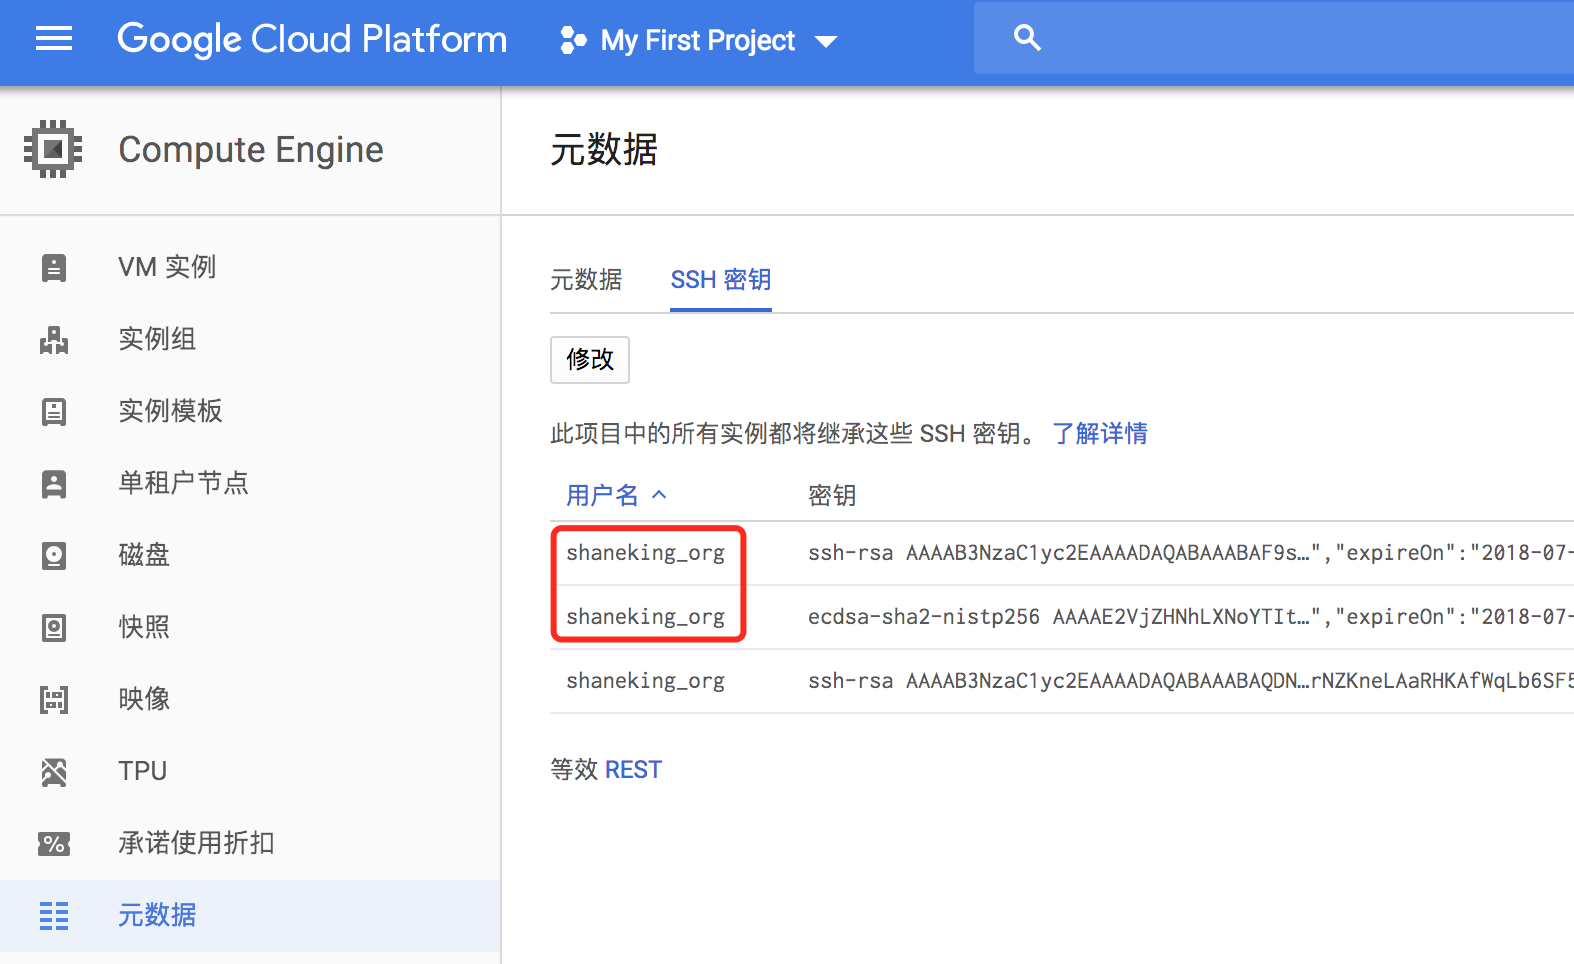 Google Cloud Platform
My First Project
Compute Engine
元数据
VM 实例
实例组
实例模板
单租户节点
磁盘
快照
映像
TPU
承诺使用折扣
元数据
元数据 SSH 密钥
修改
此项目中的所有实例都将继承这些 SSH 密钥。 了解详情
用户名 密钥
shaneking_org ssh-rsa AAAAB3NzaC1yc2EAAAADAQABAAABAF9s…","expireOn":"2018-07-
shaneking_org ecdsa-sha2-nistp256 AAAAE2VjZHNhLXNoYTIt…","expireOn":"2018-07-
shaneking_org ssh-rsa AAAAB3NzaC1yc2EAAAADAQABAAABAQDN…rNZKneLAaRHKAfWqLb6SF5
等效 REST